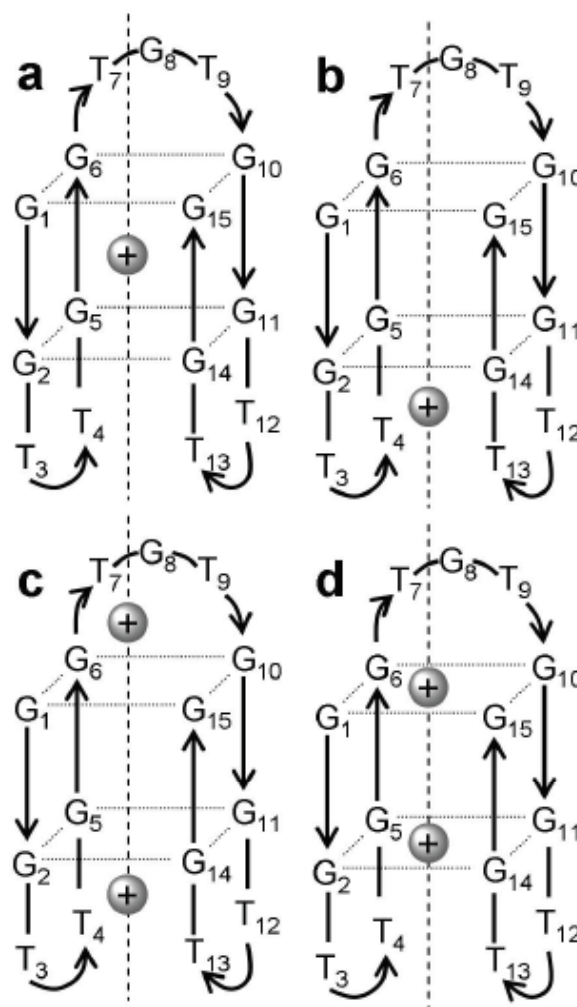 a T₇ G₈ T₉
G₆ G₁₀
G₁ G₁₅
+
G₅ G₁₁
G₂ G₁₄
T₄ T₁₂
T₃ T₁₃
b T₇ G₈ T₉
G₆ G₁₀
G₁ G₁₅
G₅ G₁₁
G₂ G₁₄
+
T₄ T₁₂
T₃ T₁₃
c T₇ G₈ T₉
+
G₆ G₁₀
G₁ G₁₅
G₅ G₁₁
G₂ G₁₄
+
T₄ T₁₂
T₃ T₁₃
d T₇ G₈ T₉
G₆ + G₁₀
G₁ G₁₅
G₅ + G₁₁
G₂ G₁₄
T₄ T₁₂
T₃ T₁₃